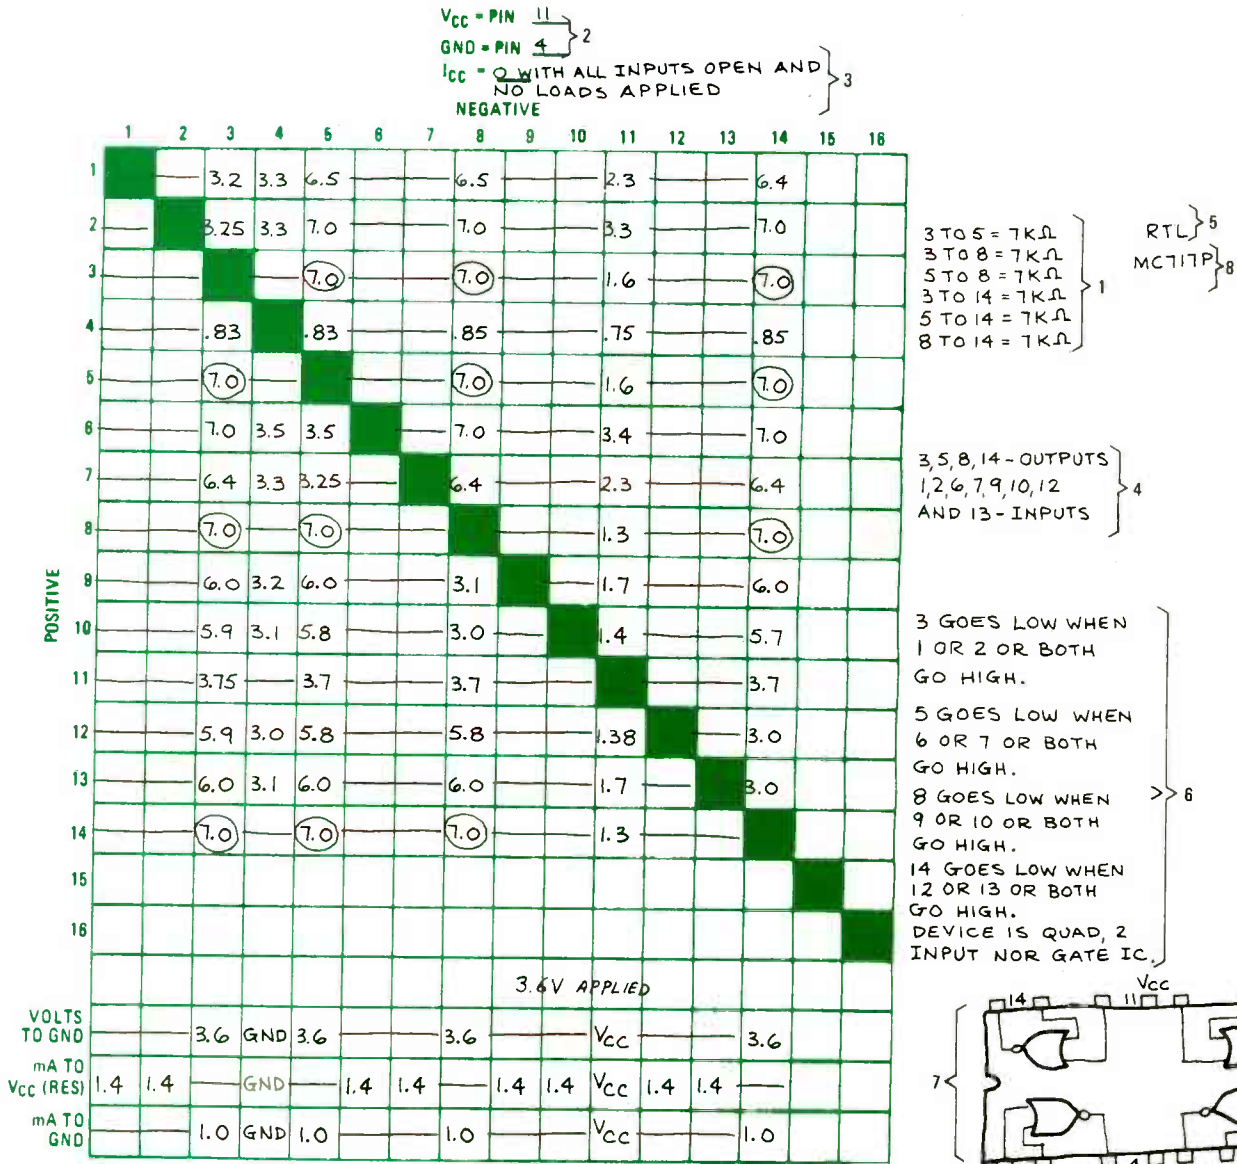 VCC = PIN 11
GND = PIN 4
} 2
ICC = 0 WITH ALL INPUTS OPEN AND
NO LOADS APPLIED
} 3
NEGATIVE
1 2 3 4 5 6 7 8 9 10 11 12 13 14 15 16
POSITIVE
1 — 3.2 3.3 6.5 — 6.5 — 2.3 — 6.4
2 — 3.25 3.3 7.0 — 7.0 — 3.3 — 7.0
3 — 7.0 — 7.0 — 1.6 — 7.0
4 — .83 .83 — .85 — .75 — .85
5 — 7.0 — 7.0 — 1.6 — 7.0
6 — 7.0 3.5 3.5 — 7.0 — 3.4 — 7.0
7 — 6.4 3.3 3.25 — 6.4 — 2.3 — 6.4
8 — 7.0 — 7.0 — 1.3 — 7.0
9 — 6.0 3.2 6.0 — 3.1 — 1.7 — 6.0
10 — 5.9 3.1 5.8 — 3.0 — 1.4 — 5.7
11 — 3.75 — 3.7 — 3.7 — 3.7
12 — 5.9 3.0 5.8 — 5.8 — 1.38 — 3.0
13 — 6.0 3.1 6.0 — 6.0 — 1.7 — 3.0
14 — 7.0 — 7.0 — 7.0 — 1.3 —
15
16
3.6V APPLIED
VOLTS
TO GND — 3.6 GND 3.6 — 3.6 — VCC — 3.6
mA TO
VCC (RES) 1.4 1.4 — GND — 1.4 1.4 — 1.4 1.4 VCC 1.4 1.4 —
mA TO
GND — 1.0 GND 1.0 — 1.0 — VCC — 1.0
3 TO 5 = 7KΩ
3 TO 8 = 7KΩ
5 TO 8 = 7KΩ
3 TO 14 = 7KΩ
5 TO 14 = 7KΩ
8 TO 14 = 7KΩ
} 1
RTL } 5
MC717P } 8
3,5,8,14 - OUTPUTS
1,2,6,7,9,10,12
AND 13 - INPUTS
} 4
3 GOES LOW WHEN
1 OR 2 OR BOTH
GO HIGH.
5 GOES LOW WHEN
6 OR 7 OR BOTH
GO HIGH.
8 GOES LOW WHEN
9 OR 10 OR BOTH
GO HIGH.
14 GOES LOW WHEN
12 OR 13 OR BOTH
GO HIGH.
DEVICE IS QUAD, 2
INPUT NOR GATE IC.
> } 6
VCC
14 11
7 {
4